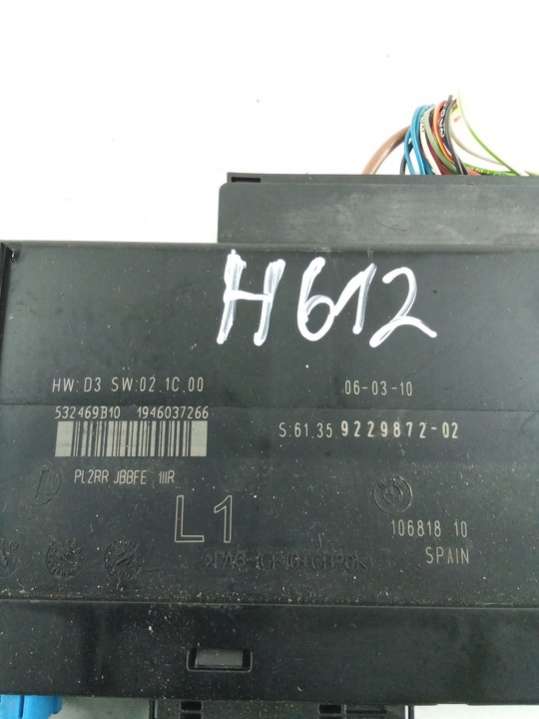 H612
HW:D3 SW:02.1C.00 06-03-10
532469B10 1946037266
S:61.35 9229872-02
PL2RR JBBFE
L1
106818 10
SPAIN